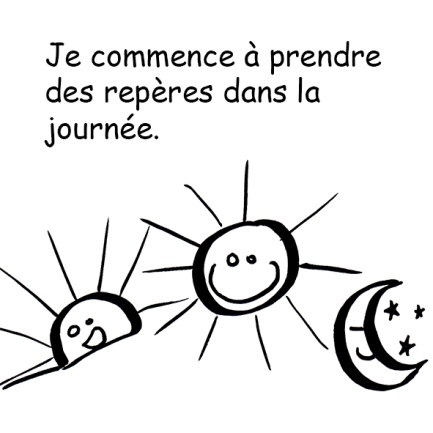 Je commence à prendre
des repères dans la
journée.